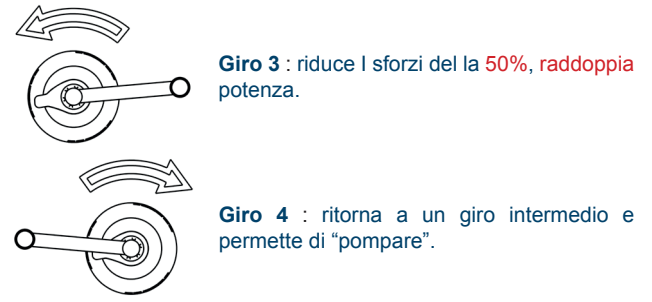 Giro 3 : riduce I sforzi del la 50%, raddoppia
potenza.
Giro 4 : ritorna a un giro intermedio e
permette di “pompare”.